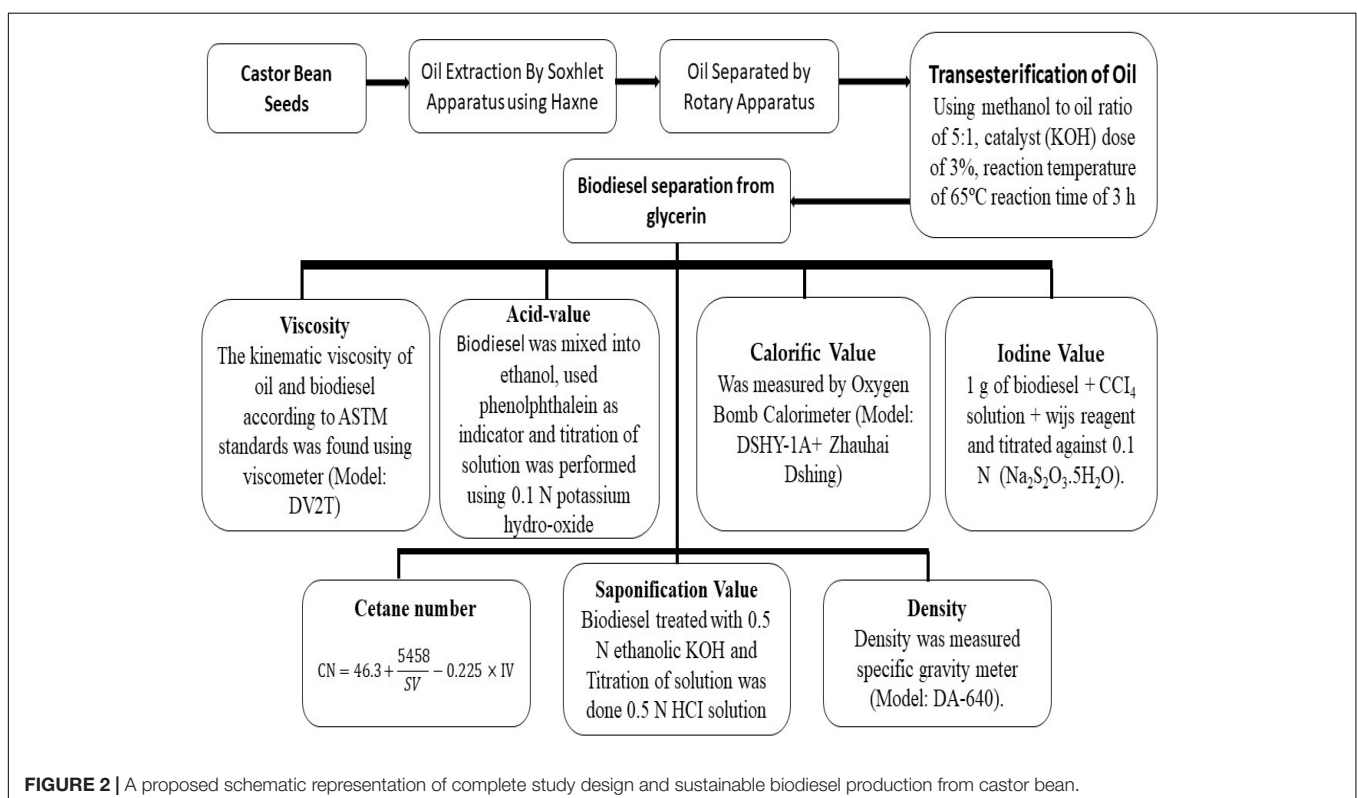 Castor Bean
Seeds
Oil Extraction By Soxhlet
Apparatus using Haxne
Oil Separated by
Rotary Apparatus
Transesterification of Oil
Using methanol to oil ratio
of 5:1, catalyst (KOH) dose
of 3%, reaction temperature
of 65ºC reaction time of 3 h
Biodiesel separation from
glycerin
Viscosity
The kinematic viscosity of
oil and biodiesel
according to ASTM
standards was found using
viscometer (Model:
DV2T)
Acid-value
Biodiesel was mixed into
ethanol, used
phenolphthalein as
indicator and titration of
solution was performed
using 0.1 N potassium
hydro-oxide
Calorific Value
Was measured by Oxygen
Bomb Calorimeter (Model:
DSHY-1A+ Zhauhai
Dshing)
Iodine Value
1 g of biodiesel + CCI₄
solution + wijs reagent
and titrated against 0.1
N (Na₂S₂O₃.5H₂O).
Cetane number
CN = 46.3 + 5458/SV − 0.225 × IV
Saponification Value
Biodiesel treated with 0.5
N ethanolic KOH and
Titration of solution was
done 0.5 N HCI solution
Density
Density was measured
specific gravity meter
(Model: DA-640).
FIGURE 2 | A proposed schematic representation of complete study design and sustainable biodiesel production from castor bean.